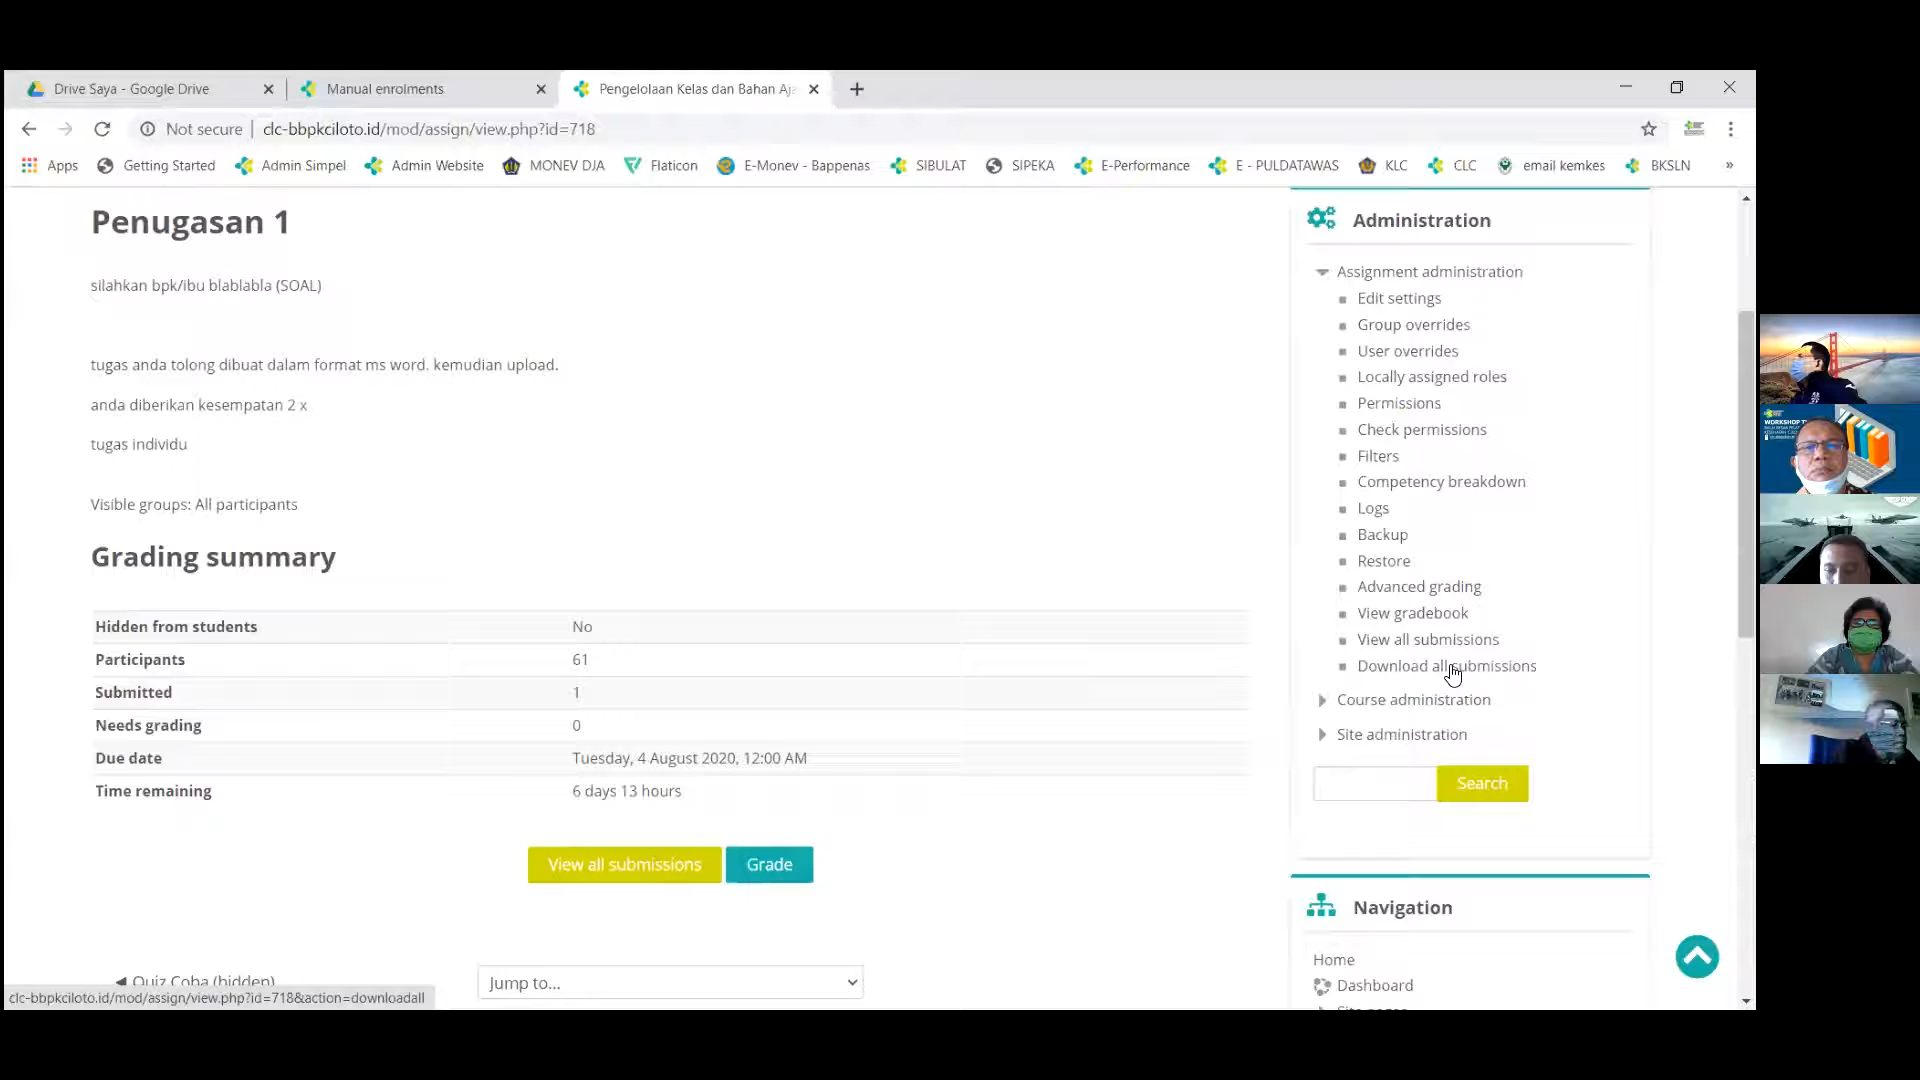 Drive Saya - Google Drive
Manual enrolments
Pengelolaan Kelas dan Bahan Aj
Not secure
clc-bbpkciloto.id/mod/assign/view.php?id=718
Apps
Getting Started
Admin Simpel
Admin Website
MONEV DJA
Flaticon
E-Monev - Bappenas
SIBULAT
SIPEKA
E-Performance
E - PULDATAWAS
KLC
CLC
email kemkes
BKSLN
»
Penugasan 1
silahkan bpk/ibu blablabla (SOAL)
tugas anda tolong dibuat dalam format ms word. kemudian upload.
anda diberikan kesempatan 2 x
tugas individu
Visible groups: All participants
Grading summary
Hidden from students No
Participants 61
Submitted 1
Needs grading 0
Due date Tuesday, 4 August 2020, 12:00 AM
Time remaining 6 days 13 hours
View all submissions
Grade
Quiz Coba (hidden)
Jump to...
clc-bbpkciloto.id/mod/assign/view.php?id=718&action=downloadall
Administration
Assignment administration
Edit settings
Group overrides
User overrides
Locally assigned roles
Permissions
Check permissions
Filters
Competency breakdown
Logs
Backup
Restore
Advanced grading
View gradebook
View all submissions
Download all submissions
Course administration
Site administration
Search
Navigation
Home
Dashboard
Site pages
WORKSHOP